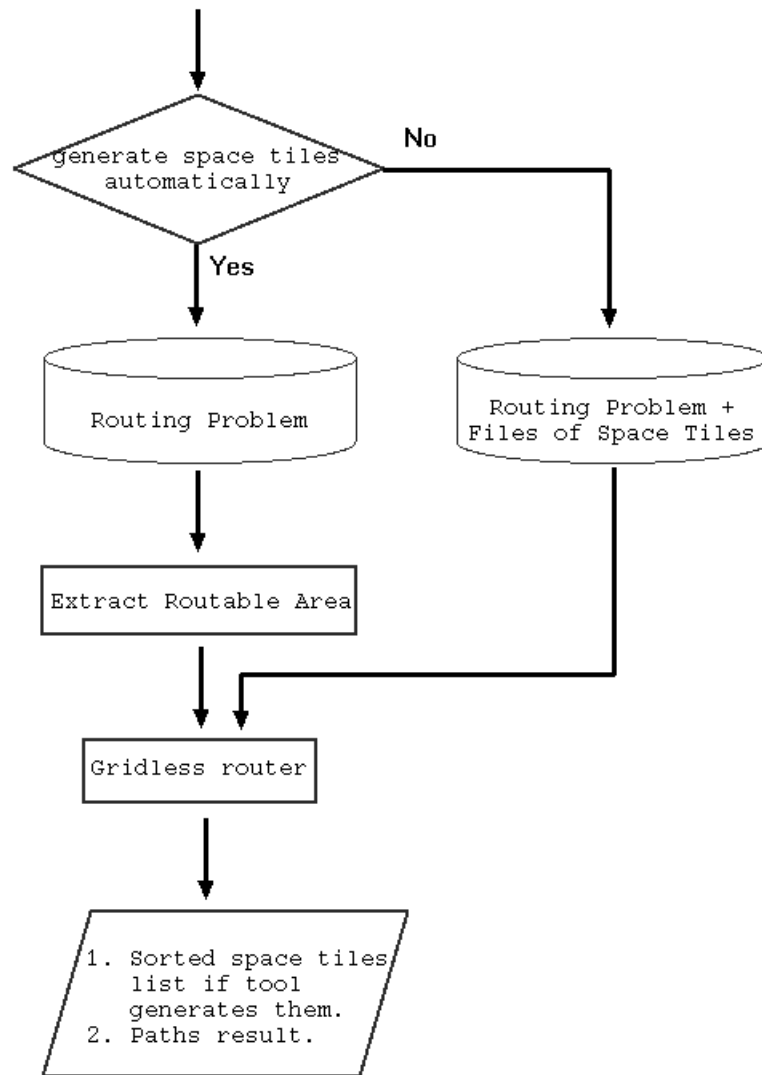 generate space tiles
automatically
No
Yes
Routing Problem
Routing Problem +
Files of Space Tiles
Extract Routable Area
Gridless router
1. Sorted space tiles
list if tool
generates them.
2. Paths result.